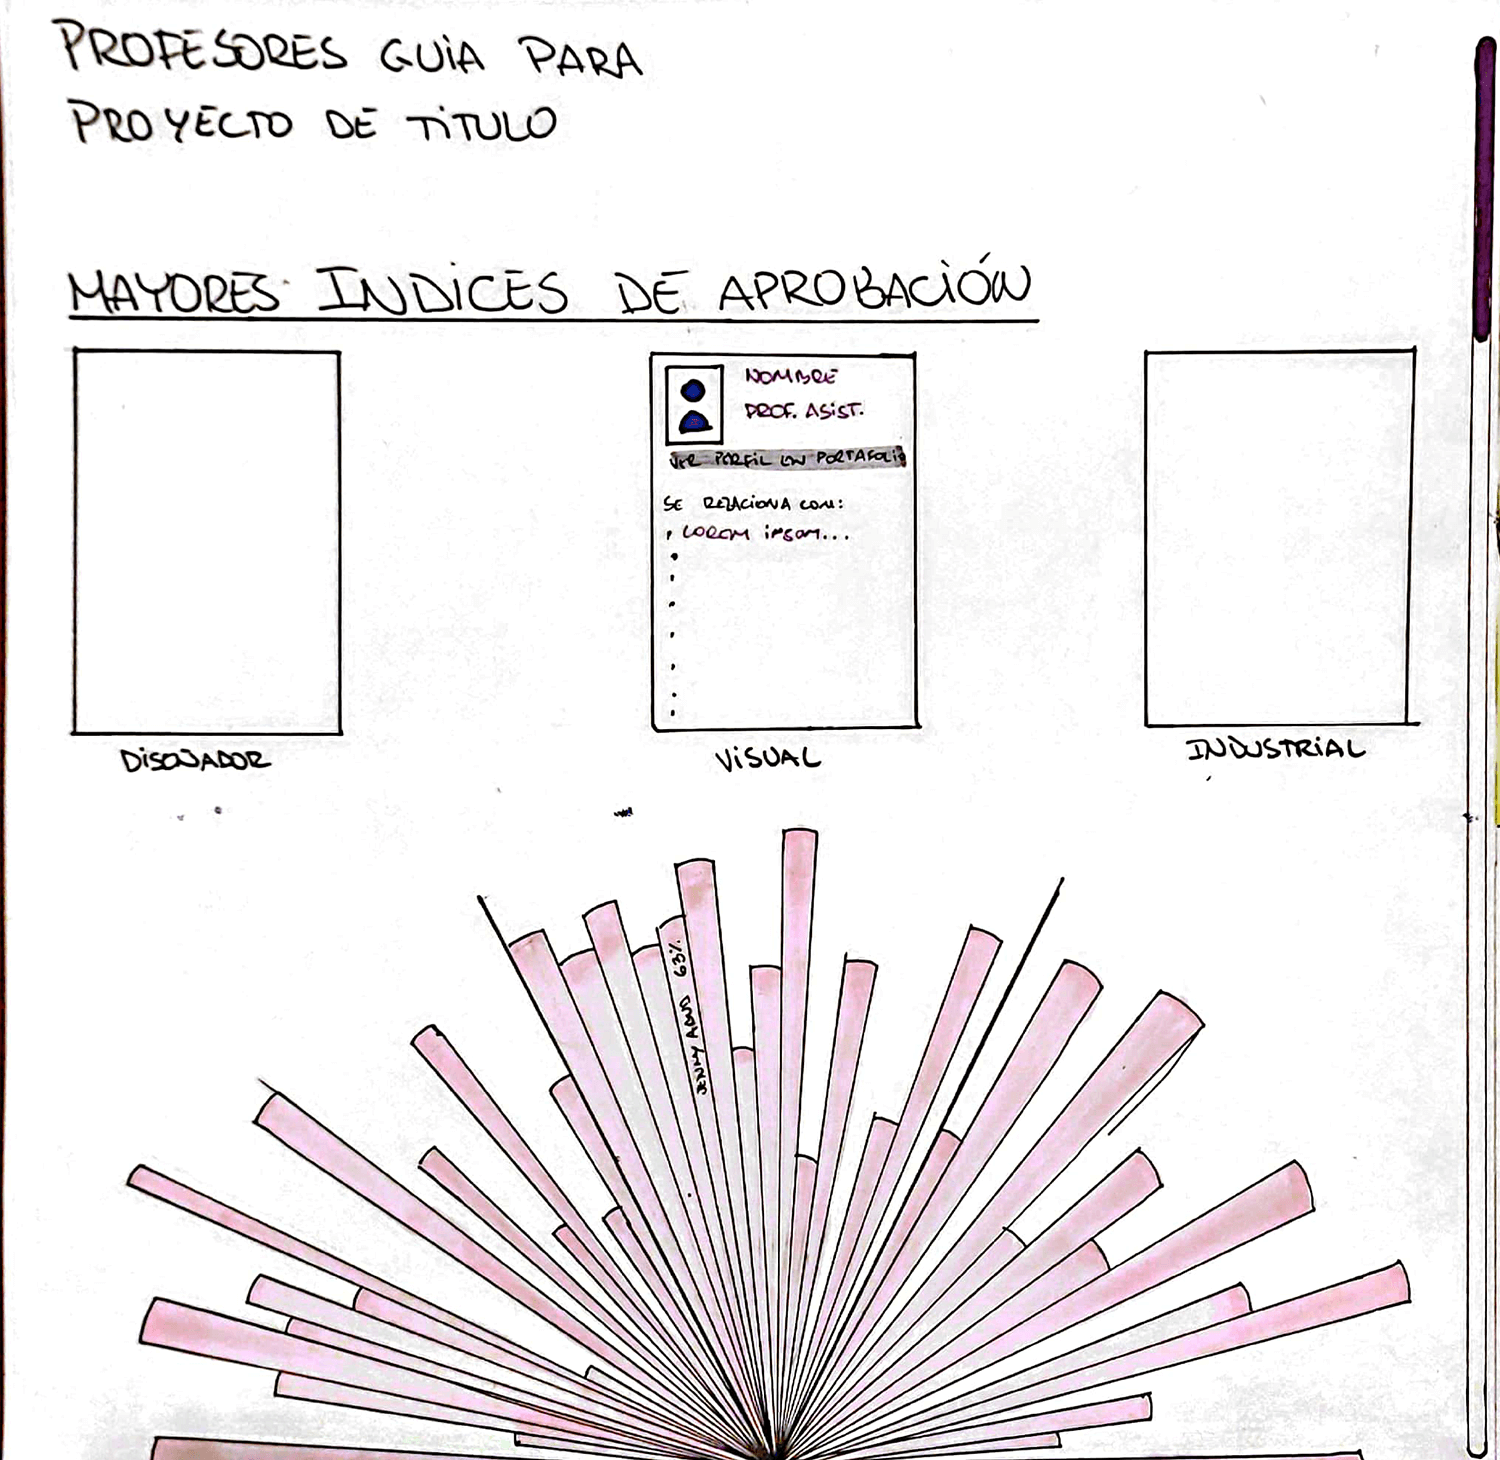 PROFESORES GUIA PARA
PROYECTO DE TITULO
MAYORES INDICES DE APROBACIÓN
NOMBRE
PROF. ASIST.
VER PERFIL EN PORTAFOLIO
SE RELACIONA CON:
LOREM IPSOM...
DISEÑADOR
VISUAL
INDUSTRIAL
JENNY ABUD 63%